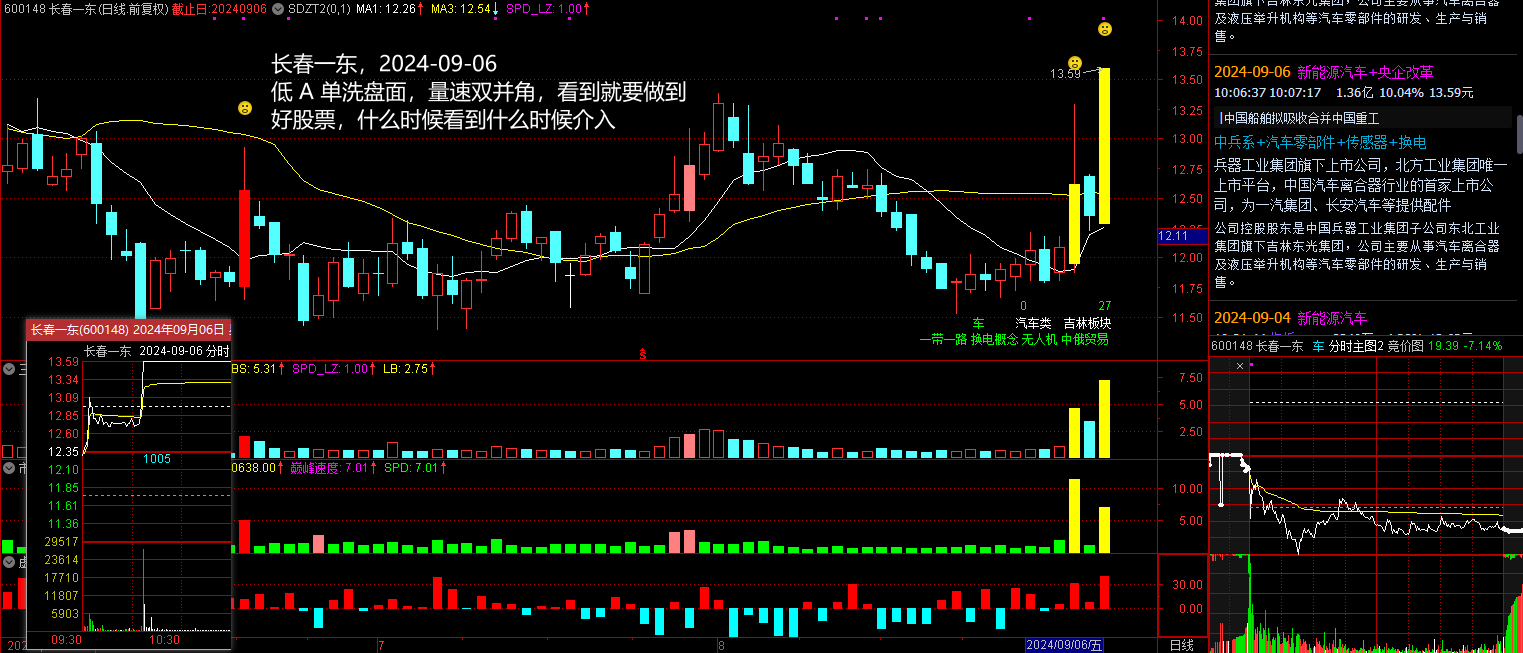 600148 长春一东(日线.前复权) 截止日:20240906 SDZT2(0,1) MA1: 12.26↑ MA3: 12.54↓ SPD_LZ: 1.00↑
长春一东，2024-09-06
低 A 单洗盘面，量速双并角，看到就要做到
好股票，什么时候看到什么时候介入
13.59
14.00
13.75
13.50
13.25
13.00
12.75
12.50
12.11
12.00
11.75
11.50
0
27
车 汽车类 吉林板块
一带一路 换电概念 无人机 中俄贸易
长春一东(600148) 2024年09月06日
长春一东 2024-09-06 分时
13.59
13.34
13.09
12.85
12.60
12.35
12.10
11.85
11.61
11.36
29517
23614
17710
11807
5903
1005
09:30
10:30
BS: 5.31↑ SPD_LZ: 1.00↑ LB: 2.75↑
7.50
5.00
2.50
0638.00↑ 巅峰速度: 7.01↑ SPD: 7.01↑
10.00
5.00
30.00
0.00
202
7
8
2024/09/06/五
日线
及液压举升机构等汽车零部件的研发、生产与销
售。
2024-09-06 新能源汽车+央企改革
10:06:37 10:07:17 1.36亿 10.04% 13.59元
中国船舶拟吸收合并中国重工
中兵系+汽车零部件+传感器+换电
兵器工业集团旗下上市公司，北方工业集团唯一
上市平台，中国汽车离合器行业的首家上市公
司，为一汽集团、长安汽车等提供配件
公司控股股东是中国兵器工业集团子公司东北工业
集团旗下吉林东光集团，公司主要从事汽车离合器
及液压举升机构等汽车零部件的研发、生产与销
售。
2024-09-04 新能源汽车
600148 长春一东 车 分时主图2 竞价图 19.39 -7.14%